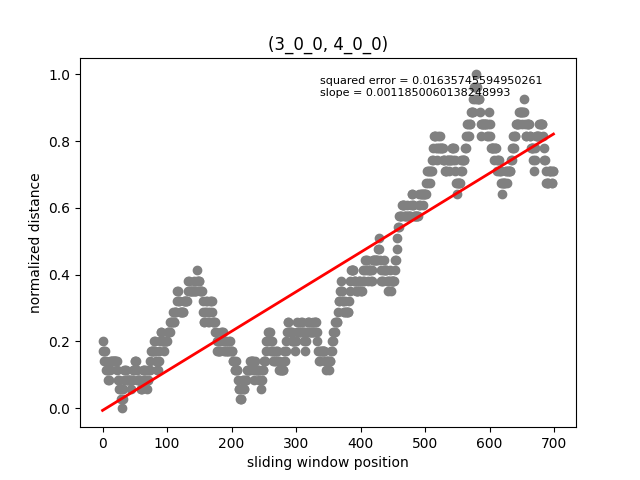 (3_0_0, 4_0_0)
squared error = 0.01635745594950261
slope = 0.0011850060138248993
normalized distance
1.0
0.8
0.6
0.4
0.2
0.0
0 100 200 300 400 500 600 700
sliding window position